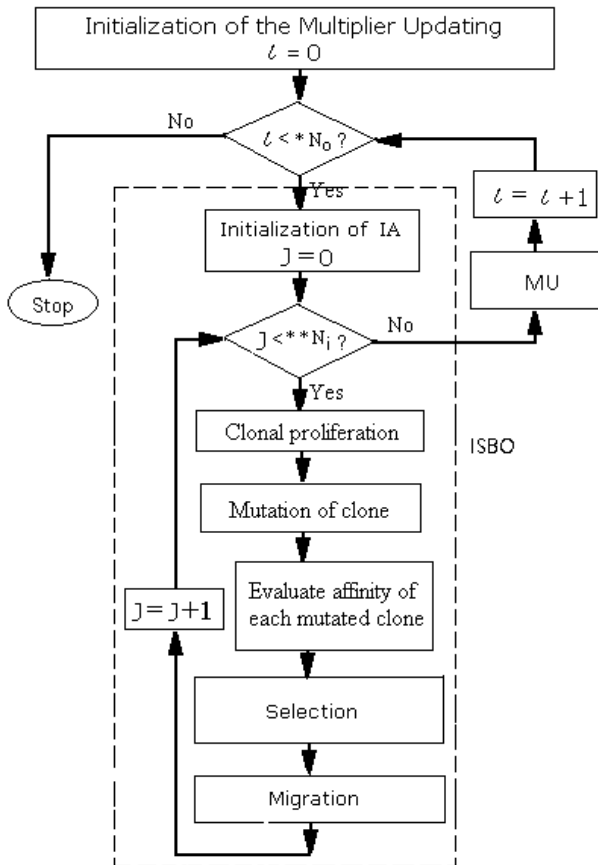 Initialization of the Multiplier Updating
ℓ = 0
No
ℓ < * N₀ ?
Yes
ℓ = ℓ +1
Initialization of IA
J = 0
MU
Stop
J < ** Nᵢ ?
No
Yes
Clonal proliferation
ISBO
Mutation of clone
Evaluate affinity of
each mutated clone
J = J+1
Selection
Migration